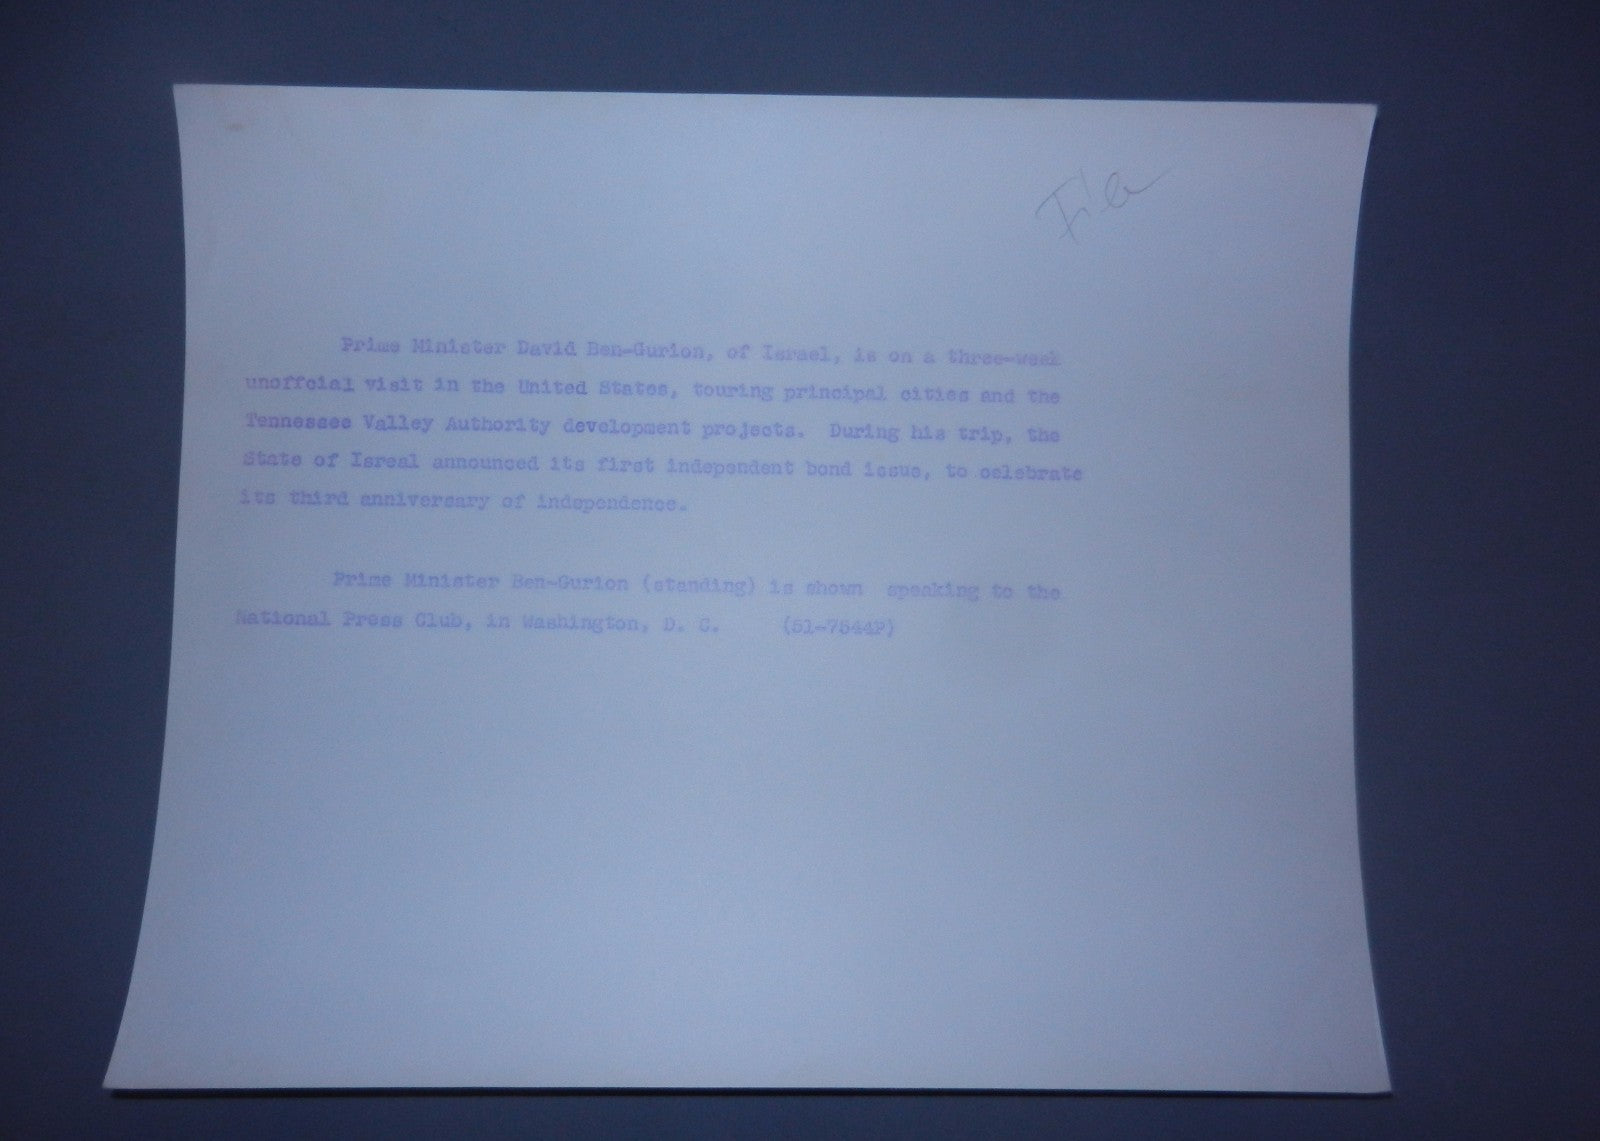 File
Prime Minister David Ben-Gurion, of Israel, is on a three-week
unoffcial visit in the United States, touring principal cities and the
Tennessee Valley Authority development projects. During his trip, the
State of Isreal announced its first independent bond issue, to celebrate
its third anniversary of independence.
Prime Minister Ben-Gurion (standing) is shown speaking to the
National Press Club, in Washington, D. C. (51-7544P)